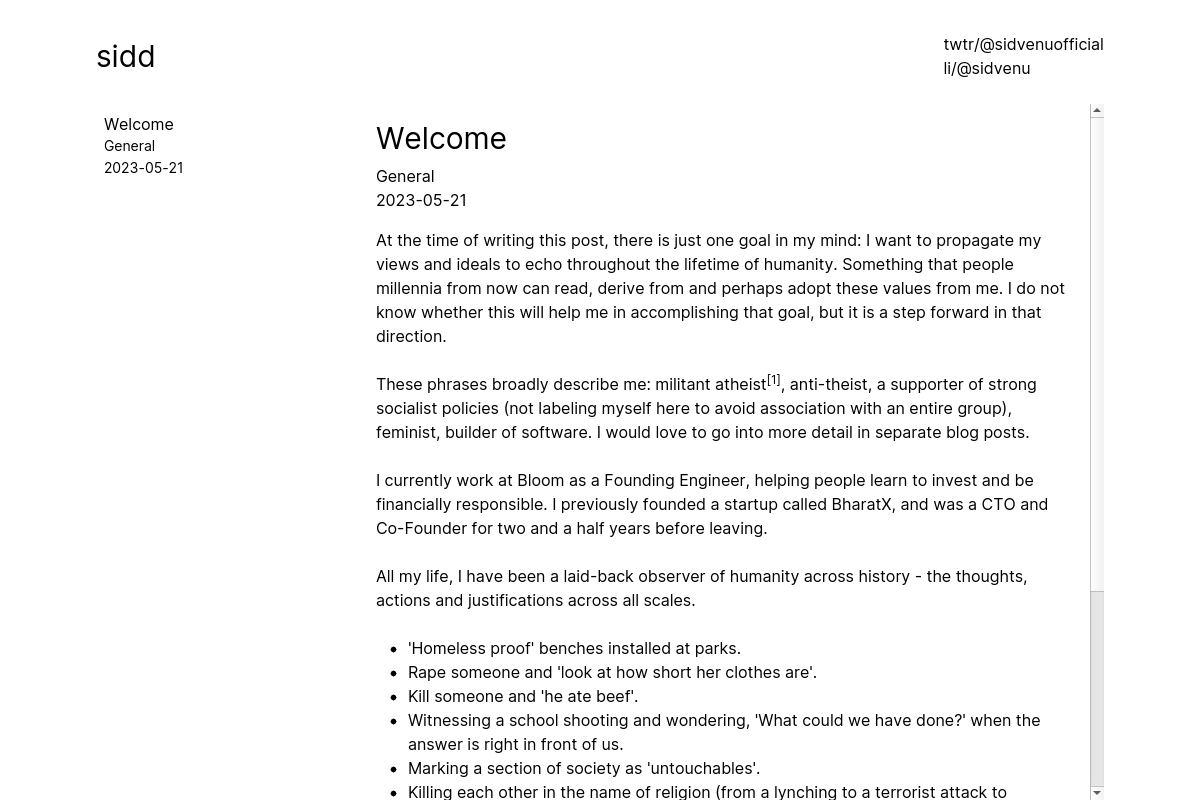 sidd
twtr/@sidvenuofficial
li/@sidvenu
Welcome
General
2023-05-21
Welcome
General
2023-05-21
At the time of writing this post, there is just one goal in my mind: I want to propagate my
views and ideals to echo throughout the lifetime of humanity. Something that people
millennia from now can read, derive from and perhaps adopt these values from me. I do not
know whether this will help me in accomplishing that goal, but it is a step forward in that
direction.
These phrases broadly describe me: militant atheist[1], anti-theist, a supporter of strong
socialist policies (not labeling myself here to avoid association with an entire group),
feminist, builder of software. I would love to go into more detail in separate blog posts.
I currently work at Bloom as a Founding Engineer, helping people learn to invest and be
financially responsible. I previously founded a startup called BharatX, and was a CTO and
Co-Founder for two and a half years before leaving.
All my life, I have been a laid-back observer of humanity across history - the thoughts,
actions and justifications across all scales.
• 'Homeless proof' benches installed at parks.
• Rape someone and 'look at how short her clothes are'.
• Kill someone and 'he ate beef'.
• Witnessing a school shooting and wondering, 'What could we have done?' when the
answer is right in front of us.
• Marking a section of society as 'untouchables'.
• Killing each other in the name of religion (from a lynching to a terrorist attack to